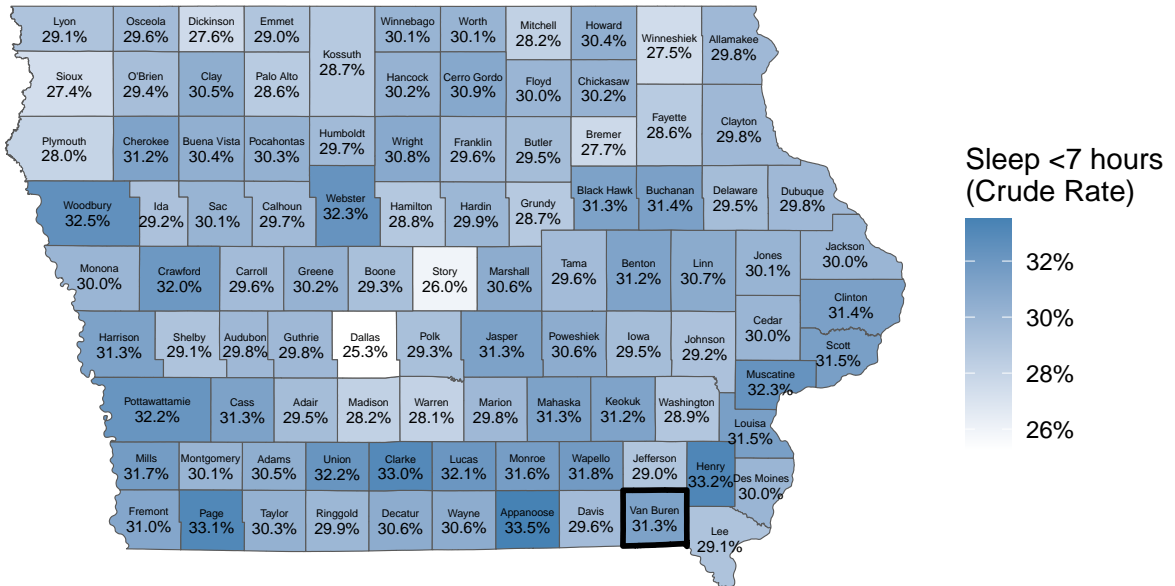 Lyon
29.1%
Osceola
29.6%
Dickinson
27.6%
Emmet
29.0%
Kossuth
28.7%
Winnebago
30.1%
Worth
30.1%
Mitchell
28.2%
Howard
30.4%
Winneshiek
27.5%
Allamakee
29.8%
Sioux
27.4%
O'Brien
29.4%
Clay
30.5%
Palo Alto
28.6%
Hancock
30.2%
Cerro Gordo
30.9%
Floyd
30.0%
Chickasaw
30.2%
Fayette
28.6%
Clayton
29.8%
Plymouth
28.0%
Cherokee
31.2%
Buena Vista
30.4%
Pocahontas
30.3%
Humboldt
29.7%
Wright
30.8%
Franklin
29.6%
Butler
29.5%
Bremer
27.7%
Woodbury
32.5%
Ida
29.2%
Sac
30.1%
Calhoun
29.7%
Webster
32.3%
Hamilton
28.8%
Hardin
29.9%
Grundy
28.7%
Black Hawk
31.3%
Buchanan
31.4%
Delaware
29.5%
Dubuque
29.8%
Monona
30.0%
Crawford
32.0%
Carroll
29.6%
Greene
30.2%
Boone
29.3%
Story
26.0%
Marshall
30.6%
Tama
29.6%
Benton
31.2%
Linn
30.7%
Jones
30.1%
Jackson
30.0%
Clinton
31.4%
Harrison
31.3%
Shelby
29.1%
Audubon
29.8%
Guthrie
29.8%
Dallas
25.3%
Polk
29.3%
Jasper
31.3%
Poweshiek
30.6%
Iowa
29.5%
Johnson
29.2%
Cedar
30.0%
Scott
31.5%
Muscatine
32.3%
Pottawattamie
32.2%
Cass
31.3%
Adair
29.5%
Madison
28.2%
Warren
28.1%
Marion
29.8%
Mahaska
31.3%
Keokuk
31.2%
Washington
28.9%
Louisa
31.5%
Mills
31.7%
Montgomery
30.1%
Adams
30.5%
Union
32.2%
Clarke
33.0%
Lucas
32.1%
Monroe
31.6%
Wapello
31.8%
Jefferson
29.0%
Henry
33.2%
Des Moines
30.0%
Fremont
31.0%
Page
33.1%
Taylor
30.3%
Ringgold
29.9%
Decatur
30.6%
Wayne
30.6%
Appanoose
33.5%
Davis
29.6%
Van Buren
31.3%
Lee
29.1%
Sleep <7 hours
(Crude Rate)
32%
30%
28%
26%